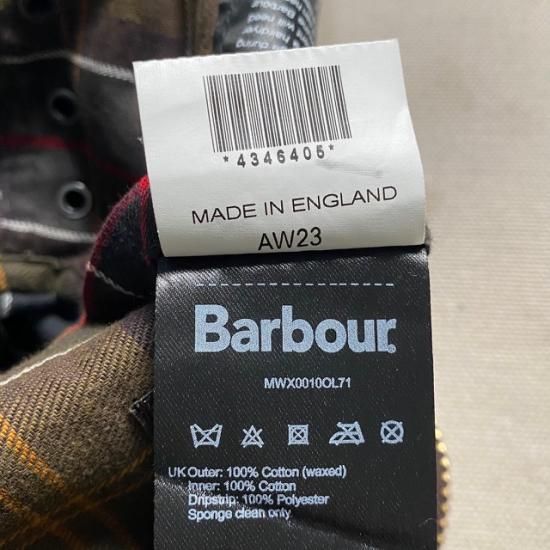 *4346405*
MADE IN ENGLAND
AW23
Barbour
MWX0010OL71
UK Outer: 100% Cotton (waxed)
Inner: 100% Cotton
Dripstrip: 100% Polyester
Sponge clean only